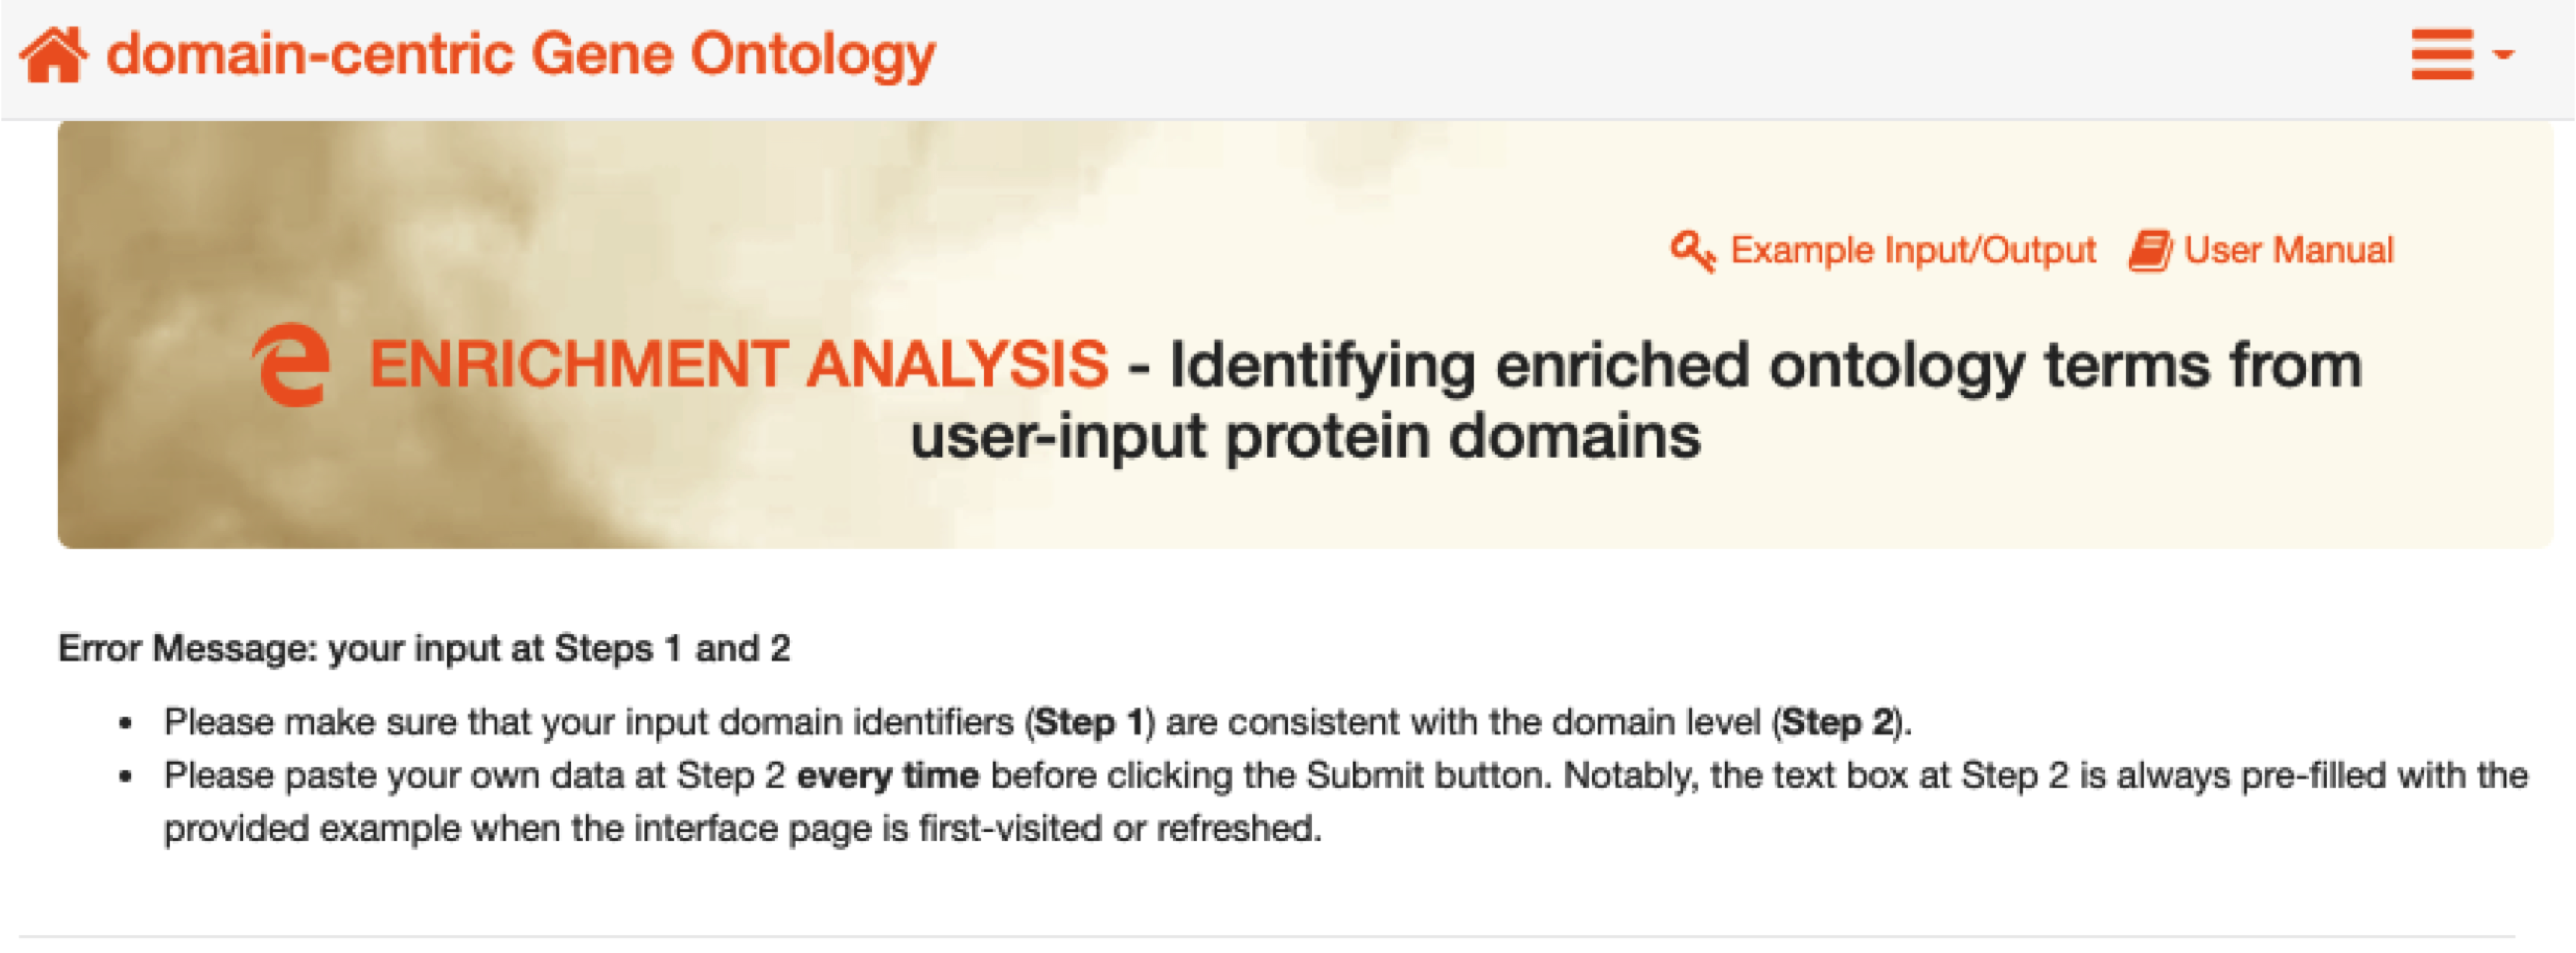 domain-centric Gene Ontology
Example Input/Output User Manual
ENRICHMENT ANALYSIS - Identifying enriched ontology terms from
user-input protein domains
Error Message: your input at Steps 1 and 2
• Please make sure that your input domain identifiers (Step 1) are consistent with the domain level (Step 2).
• Please paste your own data at Step 2 every time before clicking the Submit button. Notably, the text box at Step 2 is always pre-filled with the
provided example when the interface page is first-visited or refreshed.